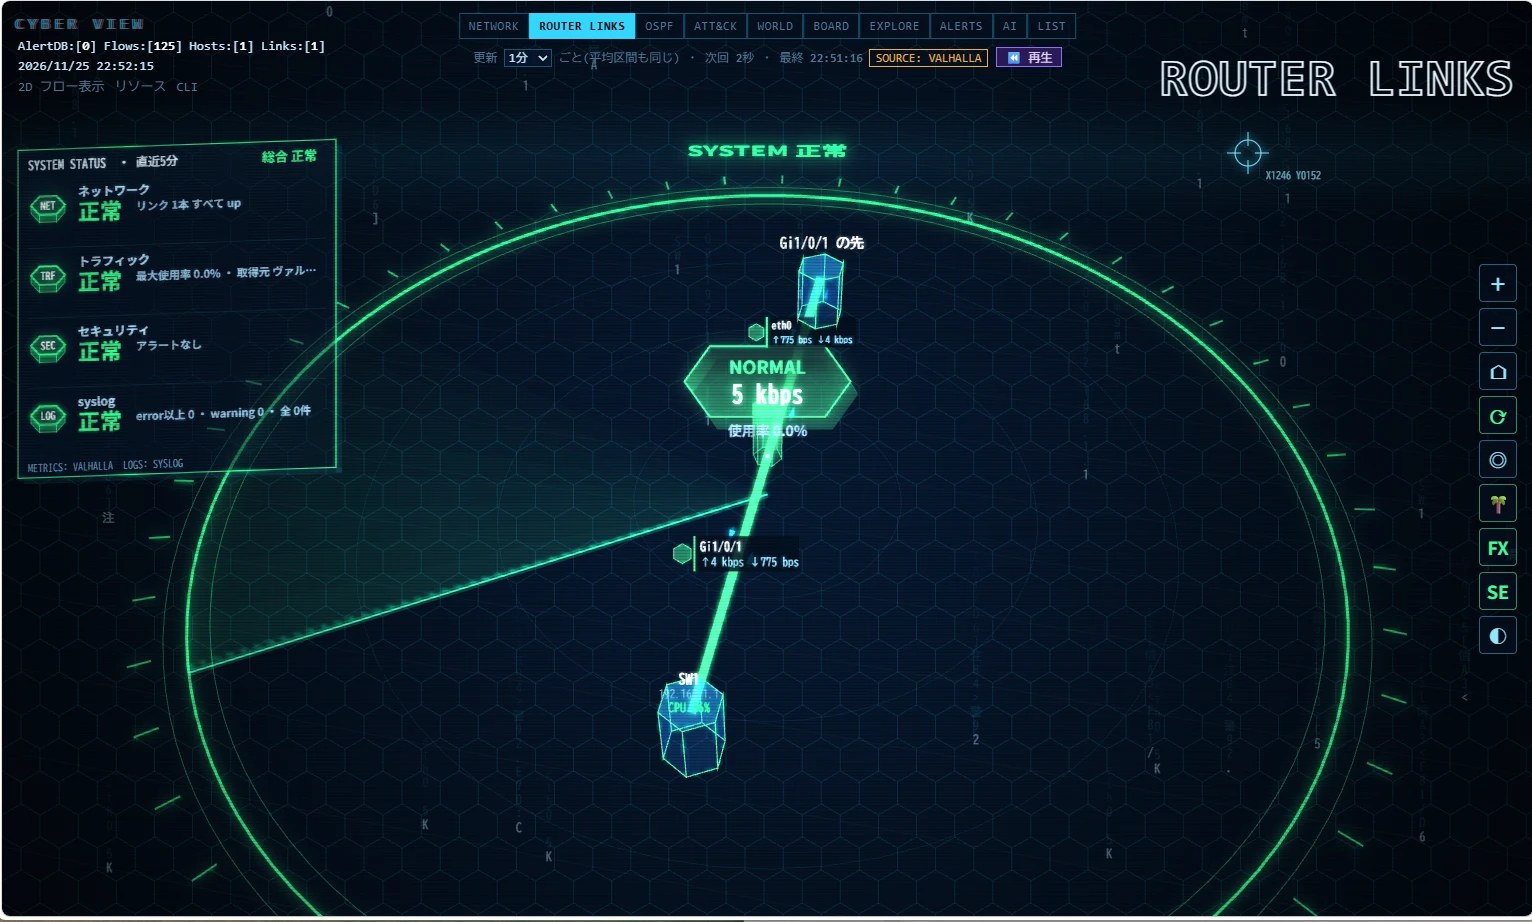 CYBER VIEW
AlertDB:[0] Flows:[125] Hosts:[1] Links:[1]
2026/11/25 22:52:15
2D フロー表示 リソース CLI
NETWORK ROUTER LINKS OSPF ATT&CK WORLD BOARD EXPLORE ALERTS AI LIST
更新 1分 ごと(平均区間も同じ) ・ 次回 2秒 ・ 最終 22:51:16 SOURCE: VALHALLA 再生
ROUTER LINKS
X1246 Y0152
SYSTEM STATUS ・ 直近5分 総合 正常
NET ネットワーク
正常 リンク 1本 すべて up
TRF トラフィック
正常 最大使用率 0.0% ・ 取得元 ヴァル…
SEC セキュリティ
正常 アラートなし
LOG syslog
正常 error以上 0 ・ warning 0 ・ 全 0件
METRICS: VALHALLA LOGS: SYSLOG
SYSTEM 正常
Gi1/0/1 の先
eth0
↑775 bps ↓4 kbps
NORMAL
5 kbps
使用率 0.0%
Gi1/0/1
↑4 kbps ↓775 bps
SW1
FX
SE